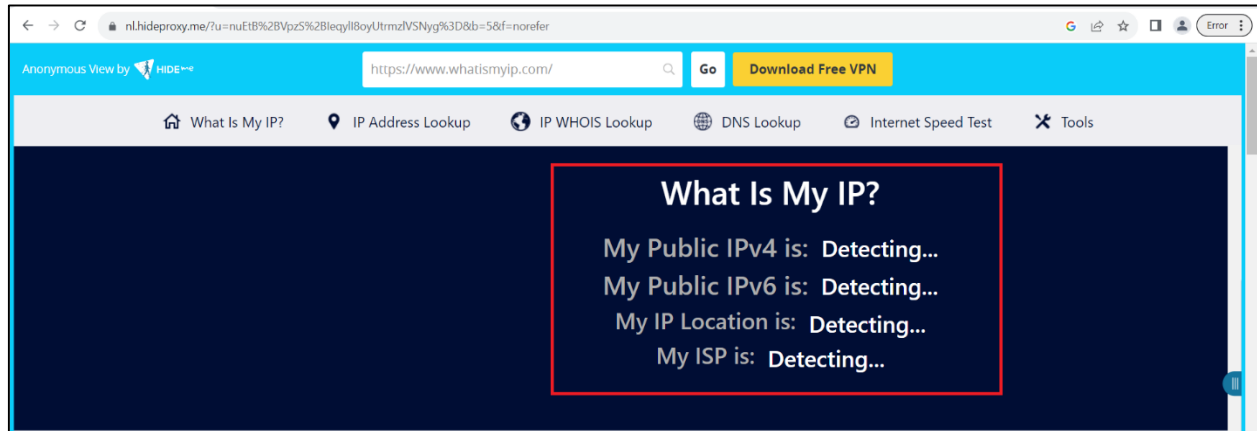 nl.hideproxy.me/?u=nuEtB%2BVpzS%2BIeqylI8oyUtrmzlVSNyg%3D&b=5&f=norefer Error
Anonymous View by HIDE https://www.whatismyip.com/ Go Download Free VPN
What Is My IP? IP Address Lookup IP WHOIS Lookup DNS Lookup Internet Speed Test Tools
What Is My IP?
My Public IPv4 is: Detecting...
My Public IPv6 is: Detecting...
My IP Location is: Detecting...
My ISP is: Detecting...